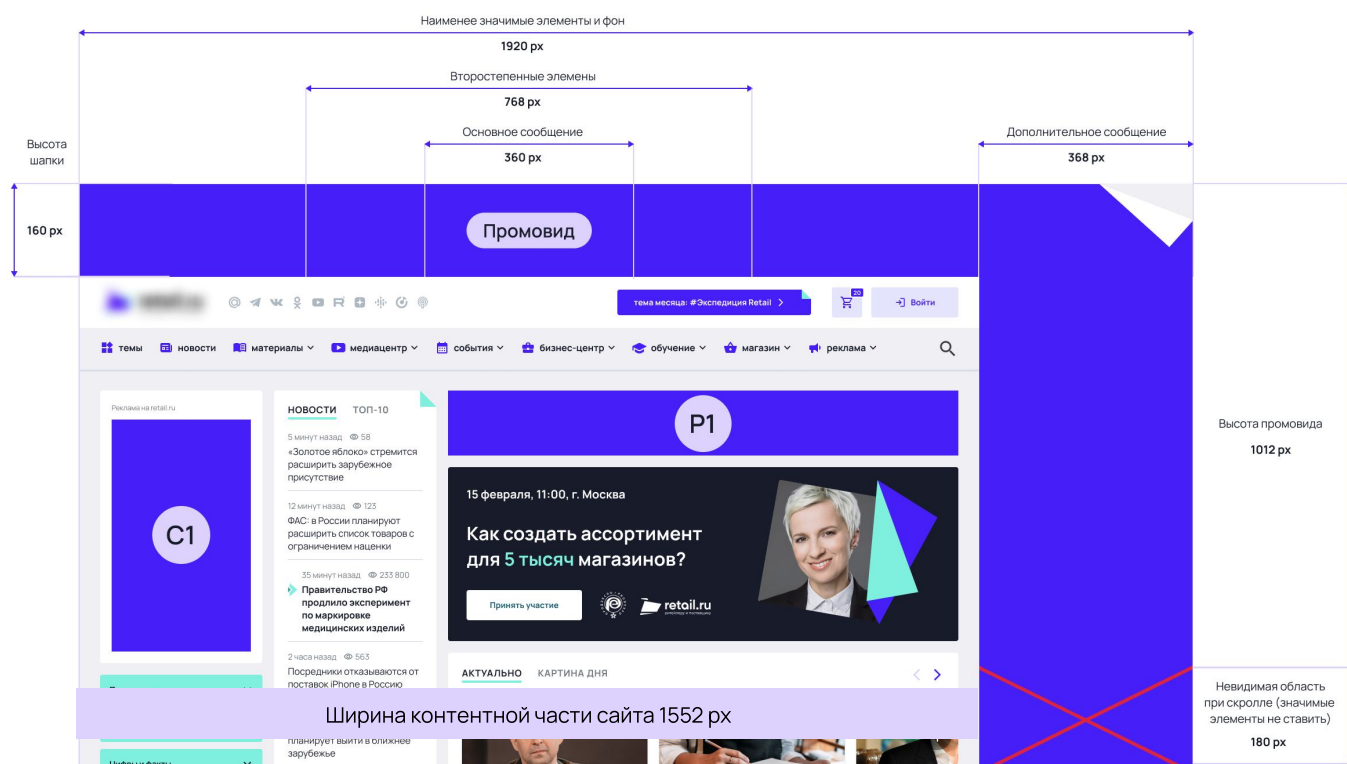 Наименее значимые элементы и фон
1920 px
Второстепенные элемены
768 px
Основное сообщение
360 px
Дополнительное сообщение
368 px
Высота
шапки
160 px
Промовид
тема месяца: #Экспедиция Retail
20
Войти
темы
новости
материалы
медиацентр
события
бизнес-центр
обучение
магазин
реклама
Реклама на retail.ru
C1
НОВОСТИ ТОП-10
5 минут назад 58
«Золотое яблоко» стремится
расширить зарубежное
присутствие
12 минут назад 123
ФАС: в России планируют
расширить список товаров с
ограничением наценки
35 минут назад 233 800
Правительство РФ
продлило эксперимент
по маркировке
медицинских изделий
2 часа назад 563
Посредники отказываются от
поставок iPhone в Россию
планирует выйти в ближнее
зарубежье
P1
15 февраля, 11:00, г. Москва
Как создать ассортимент
для 5 тысяч магазинов?
Принять участие
retail.ru
АКТУАЛЬНО КАРТИНА ДНЯ
Ширина контентной части сайта 1552 px
Цифры и факты
Высота промовида
1012 px
Невидимая область
при скролле (значимые
элементы не ставить)
180 px